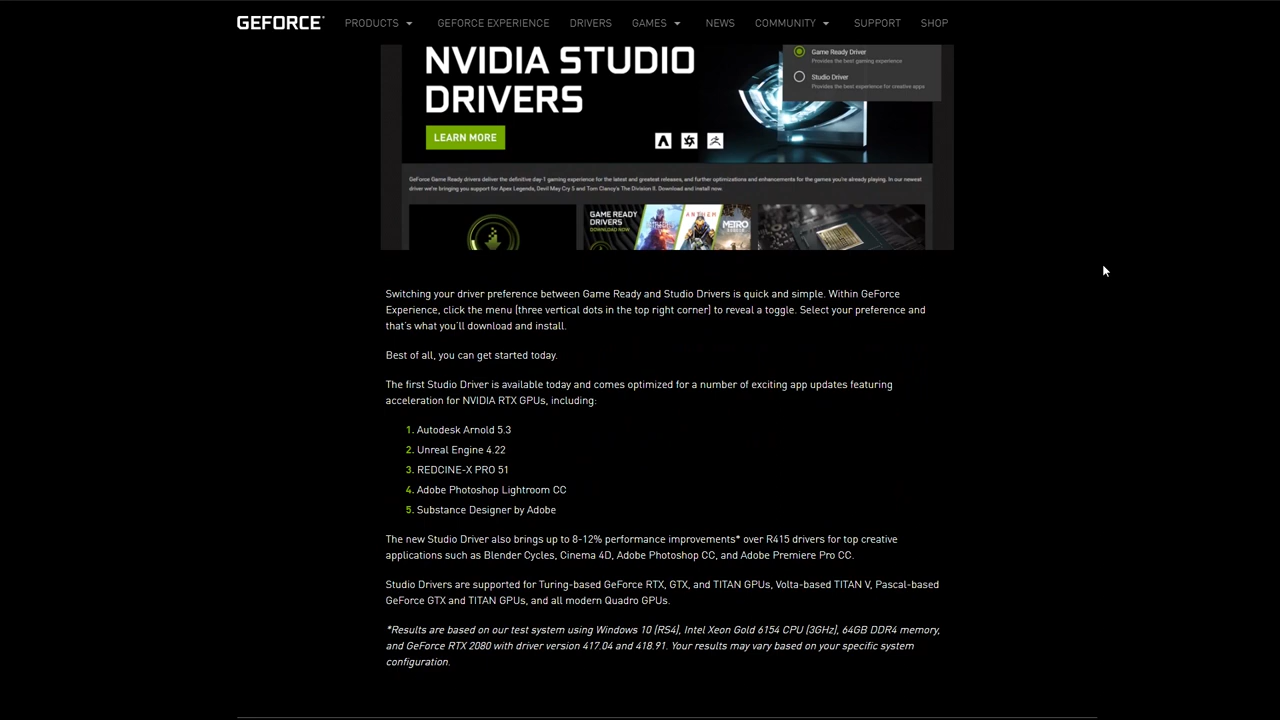 GEFORCE
PRODUCTS
GEFORCE EXPERIENCE
DRIVERS
GAMES
NEWS
COMMUNITY
SUPPORT
SHOP
NVIDIA STUDIO
DRIVERS
LEARN MORE
Game Ready Driver
Provides the best gaming experience
Studio Driver
Provides the best experience for creative apps
GeForce Game Ready drivers deliver the definitive day-1 gaming experience for the latest and greatest releases, and further optimizations and enhancements for the games you're already playing. In our newest
driver we're bringing you support for Apex Legends, Devil May Cry 5 and Tom Clancy's The Division II. Download and install now.
GAME READY
DRIVERS
DOWNLOAD NOW
ANTHEM
METRO
Switching your driver preference between Game Ready and Studio Drivers is quick and simple. Within GeForce
Experience, click the menu (three vertical dots in the top right corner) to reveal a toggle. Select your preference and
that's what you'll download and install.
Best of all, you can get started today.
The first Studio Driver is available today and comes optimized for a number of exciting app updates featuring
acceleration for NVIDIA RTX GPUs, including:
1. Autodesk Arnold 5.3
2. Unreal Engine 4.22
3. REDCINE-X PRO 51
4. Adobe Photoshop Lightroom CC
5. Substance Designer by Adobe
The new Studio Driver also brings up to 8-12% performance improvements* over R415 drivers for top creative
applications such as Blender Cycles, Cinema 4D, Adobe Photoshop CC, and Adobe Premiere Pro CC.
Studio Drivers are supported for Turing-based GeForce RTX, GTX, and TITAN GPUs, Volta-based TITAN V, Pascal-based
GeForce GTX and TITAN GPUs, and all modern Quadro GPUs.
*Results are based on our test system using Windows 10 (RS4), Intel Xeon Gold 6154 CPU (3GHz), 64GB DDR4 memory,
and GeForce RTX 2080 with driver version 417.04 and 418.91. Your results may vary based on your specific system
configuration.